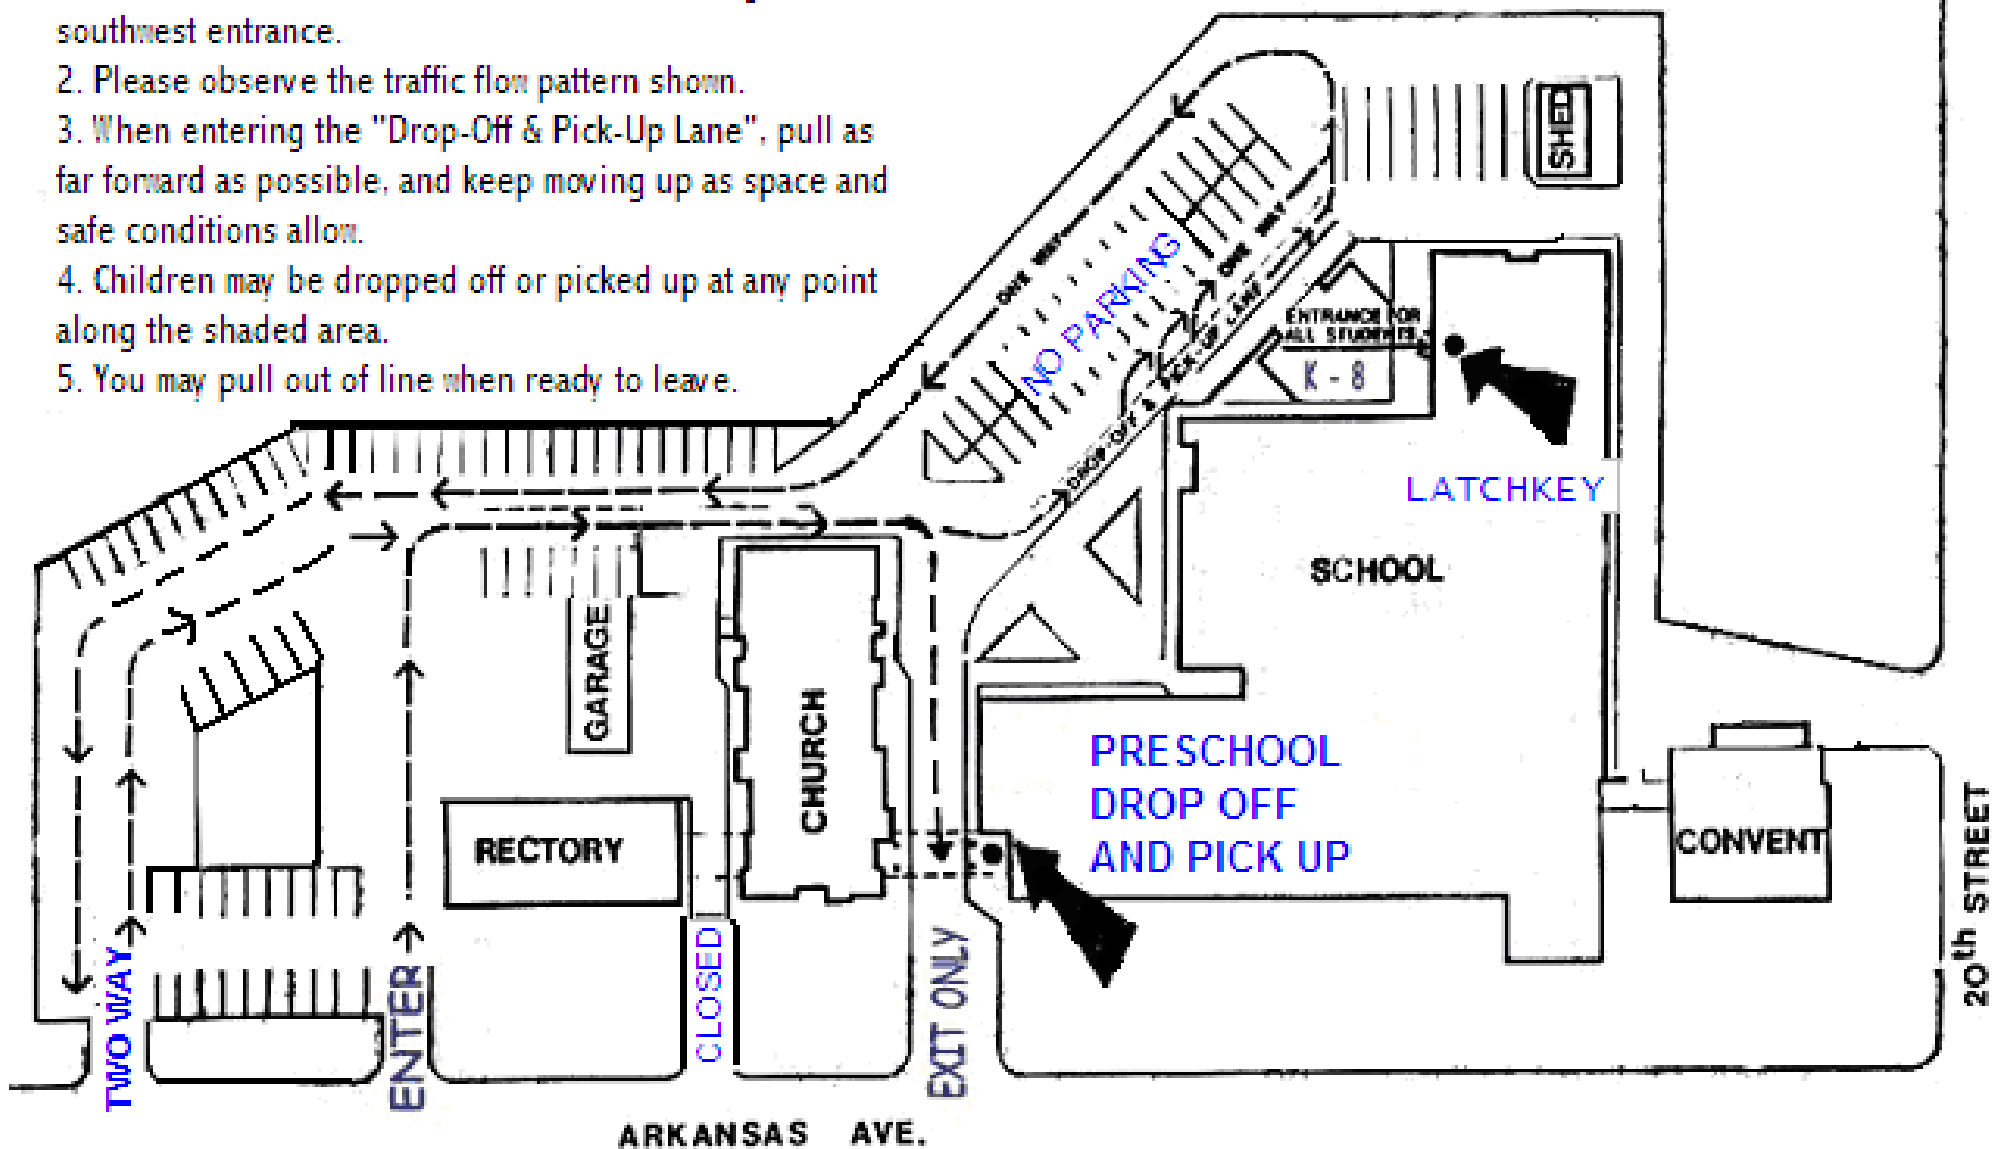 southwest entrance.
2. Please observe the traffic flow pattern shown.
3. When entering the "Drop-Off & Pick-Up Lane", pull as
far forward as possible, and keep moving up as space and
safe conditions allow.
4. Children may be dropped off or picked up at any point
along the shaded area.
5. You may pull out of line when ready to leave.
SHED
ONE WAY
NO PARKING
ONE WAY
DROP-OFF & PICK-UP LANE
ENTRANCE FOR
ALL STUDENTS
K - 8
LATCHKEY
SCHOOL
GARAGE
CHURCH
RECTORY
PRESCHOOL
DROP OFF
AND PICK UP
CONVENT
20th STREET
TWO WAY
ENTER
CLOSED
EXIT ONLY
ARKANSAS AVE.